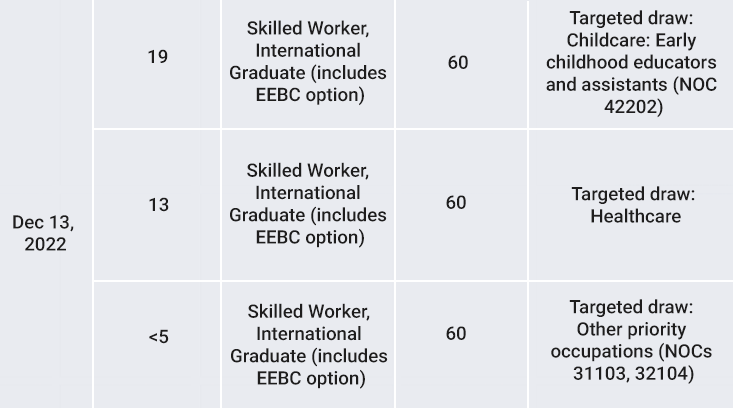 19
Skilled Worker,
International
Graduate (includes
EEBC option)
60
Targeted draw:
Childcare: Early
childhood educators
and assistants (NOC
42202)
Dec 13,
2022
13
Skilled Worker,
International
Graduate (includes
EEBC option)
60
Targeted draw:
Healthcare
<5
Skilled Worker,
International
Graduate (includes
EEBC option)
60
Targeted draw:
Other priority
occupations (NOCs
31103, 32104)